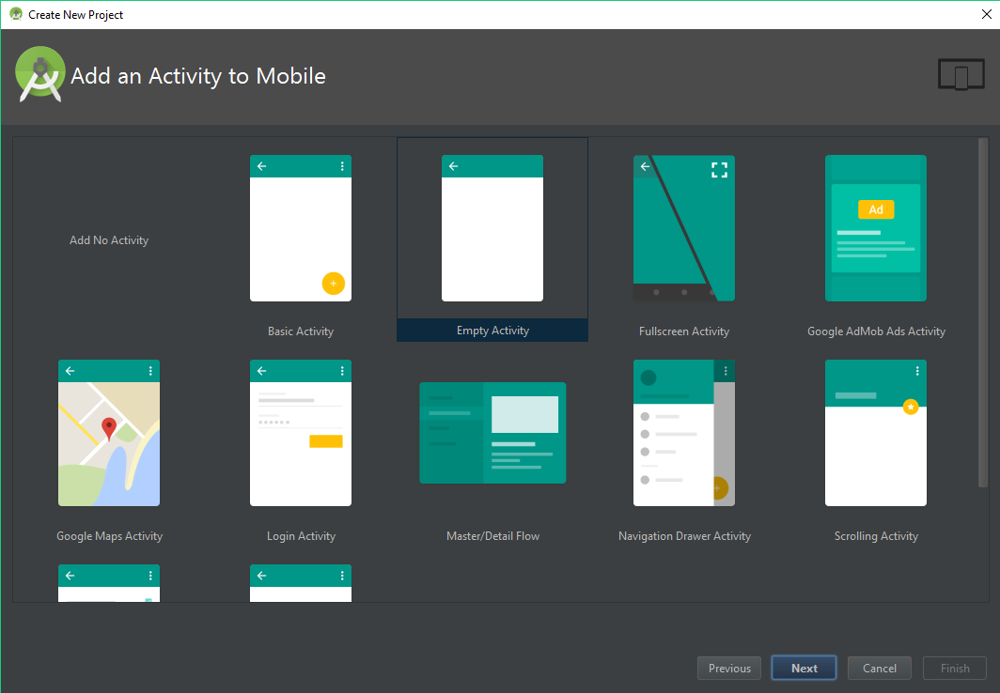 Create New Project
Add an Activity to Mobile
Add No Activity
Basic Activity
Empty Activity
Fullscreen Activity
Ad
Google AdMob Ads Activity
Google Maps Activity
Login Activity
Master/Detail Flow
Navigation Drawer Activity
Scrolling Activity
Previous
Next
Cancel
Finish